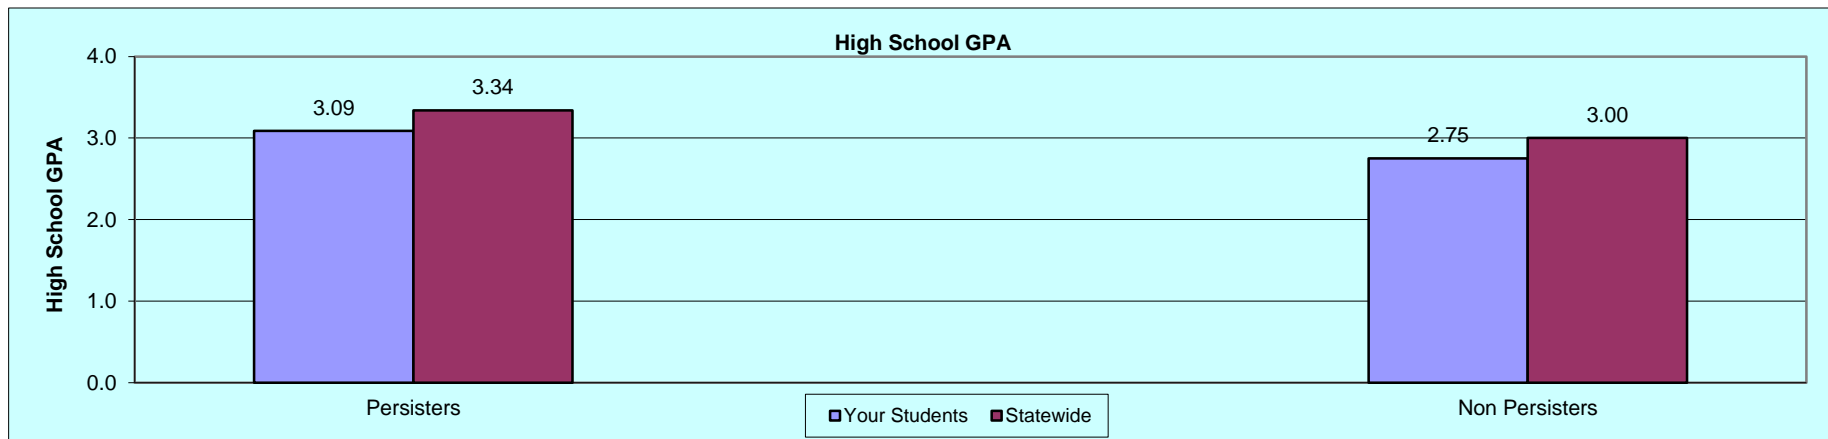 High School GPA
4.0
3.0
2.0
1.0
0.0
High School GPA
3.09
3.34
2.75
3.00
Persisters
Non Persisters
Your Students
Statewide